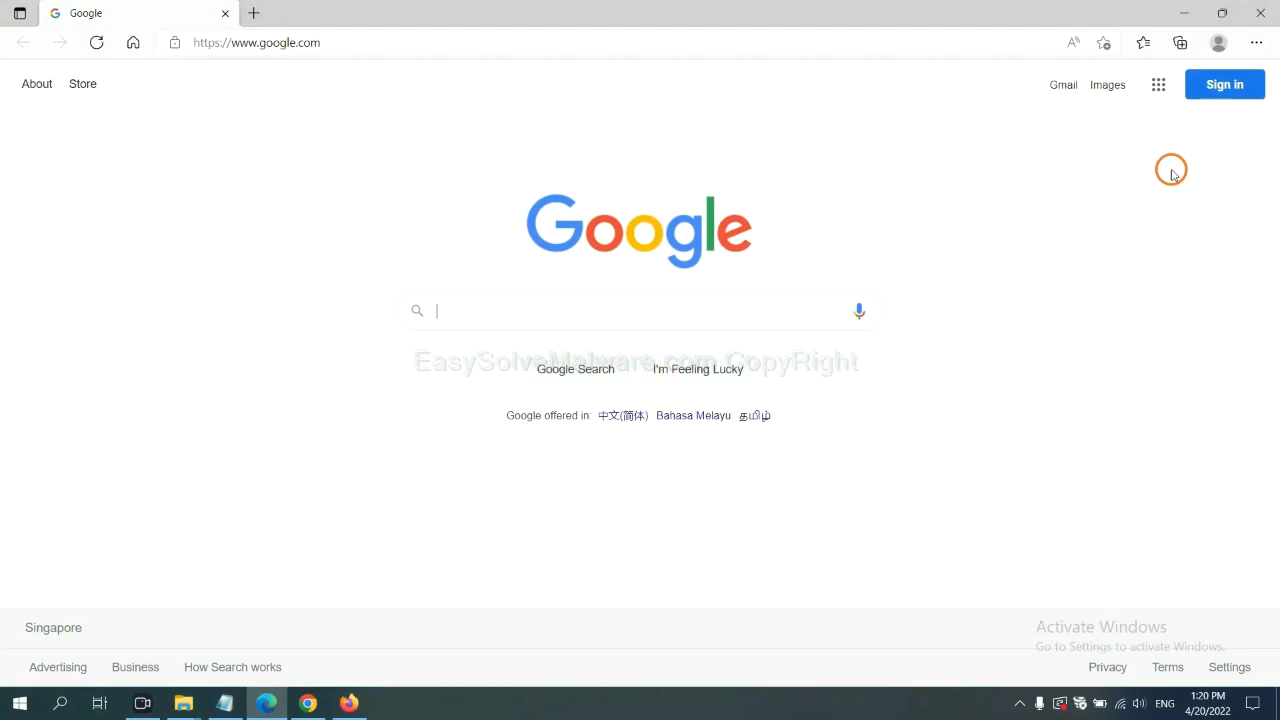 Google
https://www.google.com
About Store
Gmail Images Sign in
Google
EasySolveMalware.com CopyRight
Google Search I'm Feeling Lucky
Google offered in: 中文(简体) Bahasa Melayu தமிழ்
Singapore
Activate Windows
Go to Settings to activate Windows.
Advertising Business How Search works
Privacy Terms Settings
ENG
1:20 PM
4/20/2022